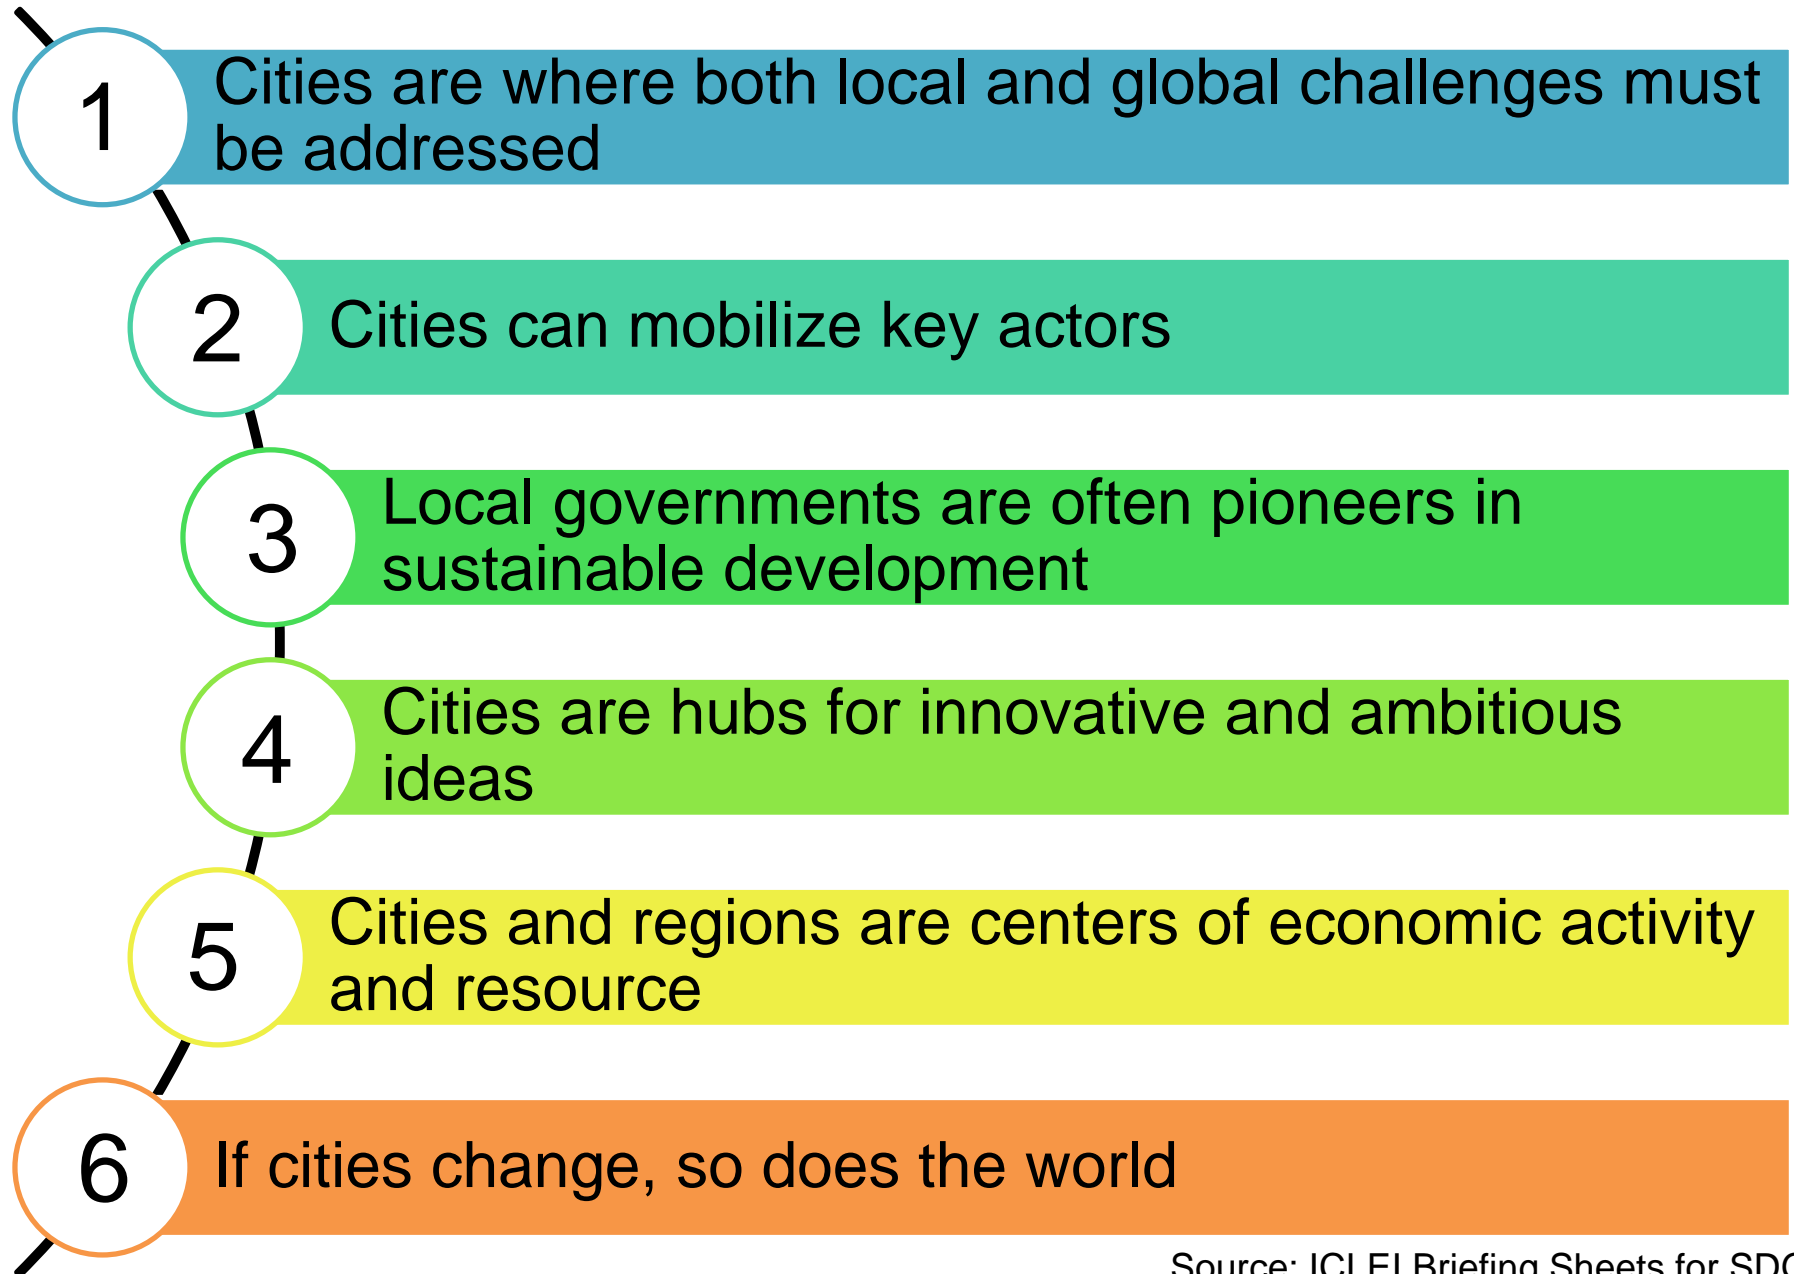 1
Cities are where both local and global challenges must
be addressed
2
Cities can mobilize key actors
3
Local governments are often pioneers in
sustainable development
4
Cities are hubs for innovative and ambitious
ideas
5
Cities and regions are centers of economic activity
and resource
6
If cities change, so does the world
Source: ICLEI Briefing Sheets for